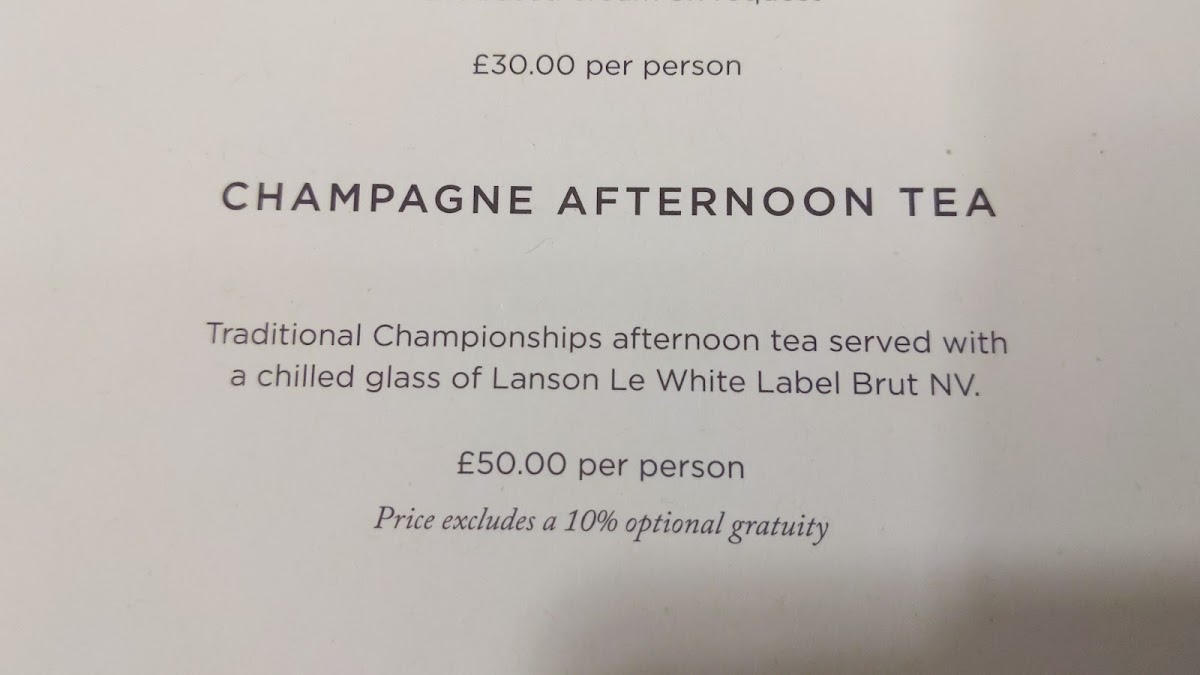 £30.00 per person
CHAMPAGNE AFTERNOON TEA
Traditional Championships afternoon tea served with
a chilled glass of Lanson Le White Label Brut NV.
£50.00 per person
Price excludes a 10% optional gratuity